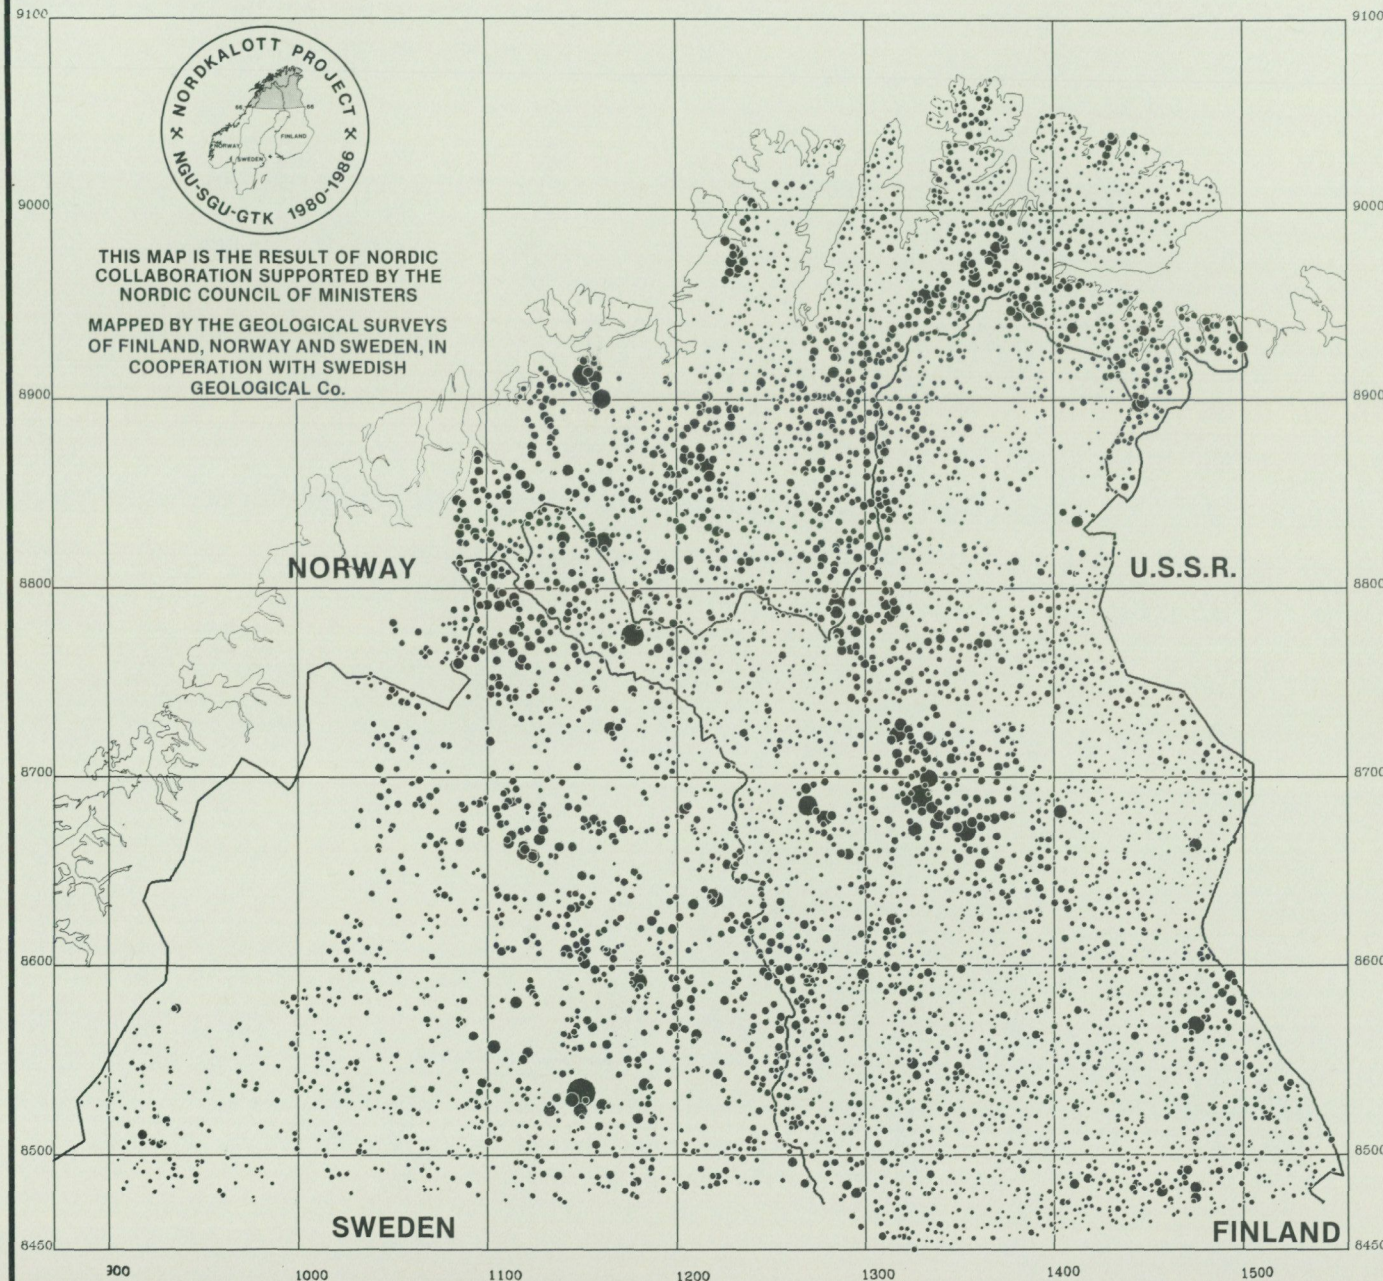 9100
9100
NORDKALOTT PROJECT
66
66
NORWAY
SWEDEN
FINLAND
NGU-SGU-GTK 1980-1986
9000
9000
THIS MAP IS THE RESULT OF NORDIC
COLLABORATION SUPPORTED BY THE
NORDIC COUNCIL OF MINISTERS
MAPPED BY THE GEOLOGICAL SURVEYS
OF FINLAND, NORWAY AND SWEDEN, IN
COOPERATION WITH SWEDISH
GEOLOGICAL Co.
8900
8900
NORWAY
U.S.S.R.
8800
8800
8700
8700
8600
8600
8500
8500
SWEDEN
FINLAND
8450
8450
900
1000
1100
1200
1300
1400
1500